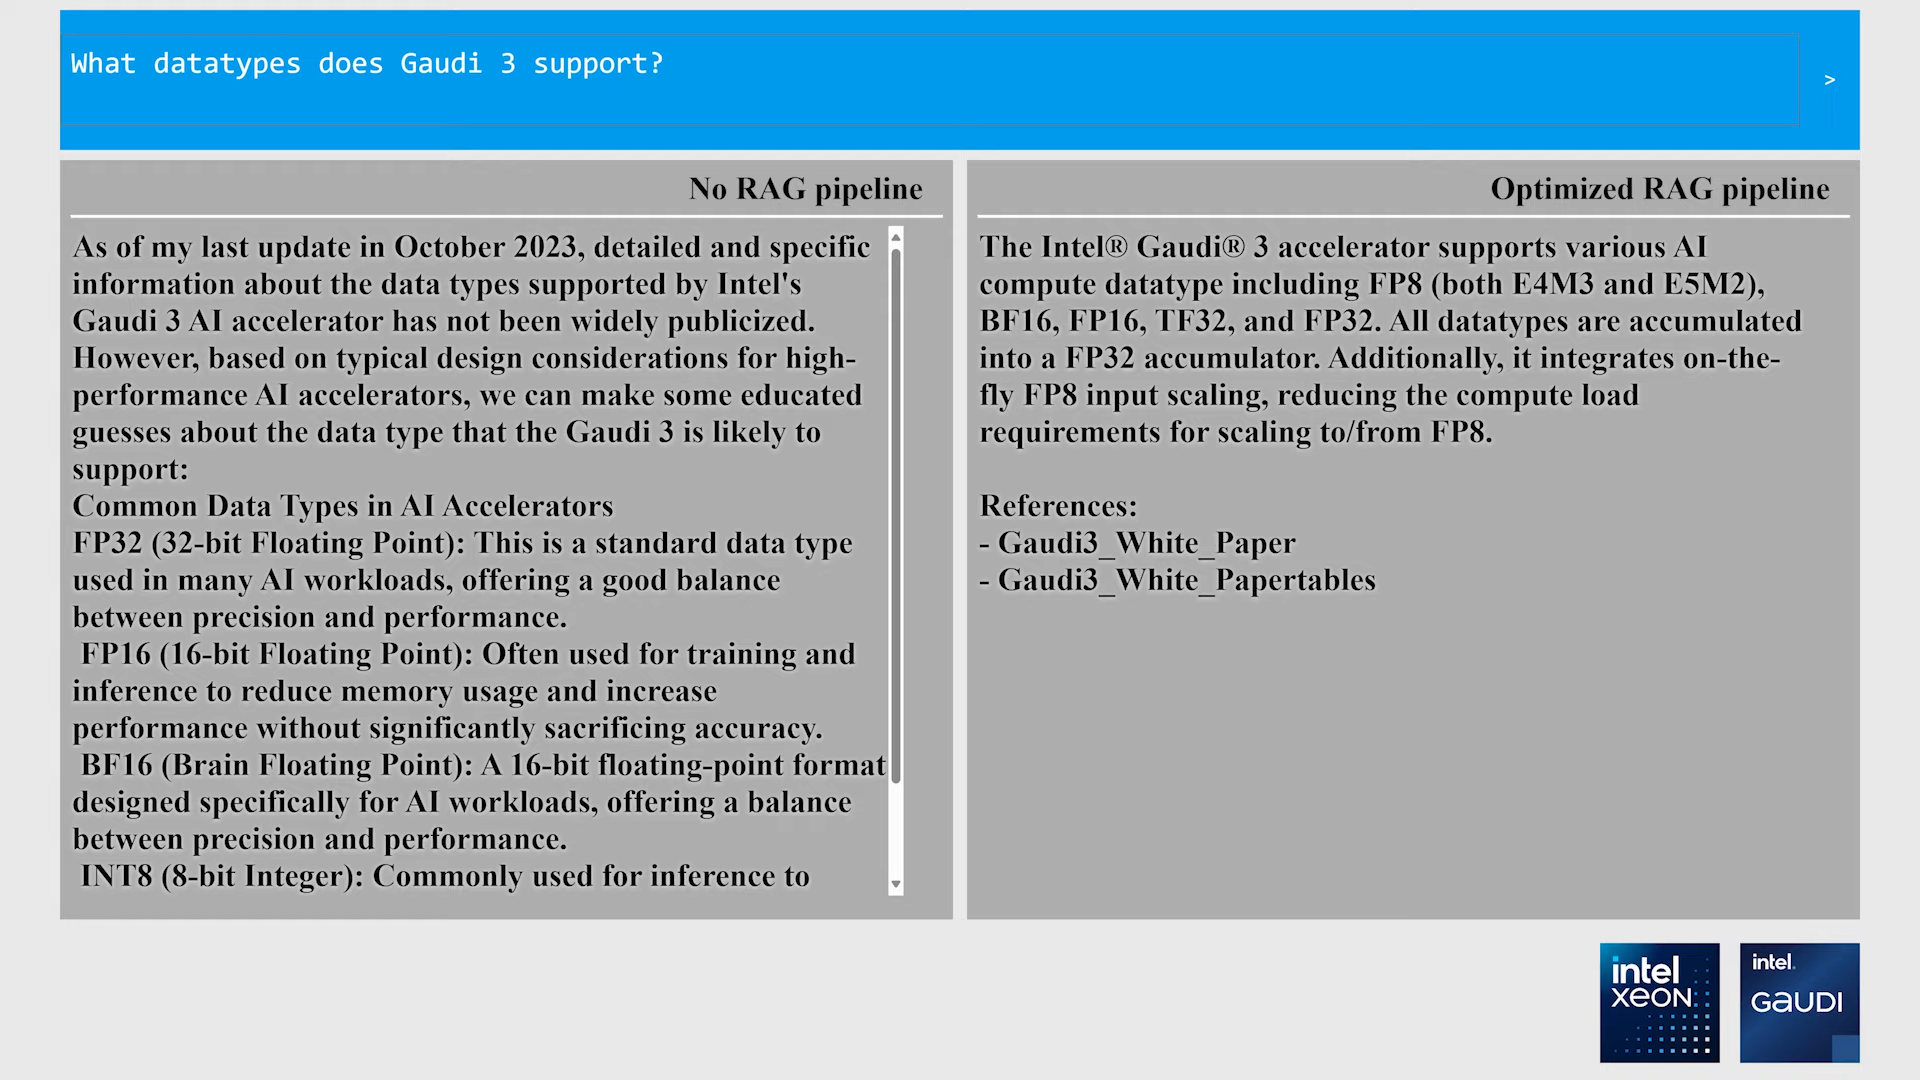 What datatypes does Gaudi 3 support?
>
No RAG pipeline
As of my last update in October 2023, detailed and specific
information about the data types supported by Intel's
Gaudi 3 AI accelerator has not been widely publicized.
However, based on typical design considerations for high-
performance AI accelerators, we can make some educated
guesses about the data type that the Gaudi 3 is likely to
support:
Common Data Types in AI Accelerators
FP32 (32-bit Floating Point): This is a standard data type
used in many AI workloads, offering a good balance
between precision and performance.
FP16 (16-bit Floating Point): Often used for training and
inference to reduce memory usage and increase
performance without significantly sacrificing accuracy.
BF16 (Brain Floating Point): A 16-bit floating-point format
designed specifically for AI workloads, offering a balance
between precision and performance.
INT8 (8-bit Integer): Commonly used for inference to
Optimized RAG pipeline
The Intel® Gaudi® 3 accelerator supports various AI
compute datatype including FP8 (both E4M3 and E5M2),
BF16, FP16, TF32, and FP32. All datatypes are accumulated
into a FP32 accumulator. Additionally, it integrates on-the-
fly FP8 input scaling, reducing the compute load
requirements for scaling to/from FP8.
References:
- Gaudi3_White_Paper
- Gaudi3_White_Papertables
intel
xeon
intel.
GaUDI